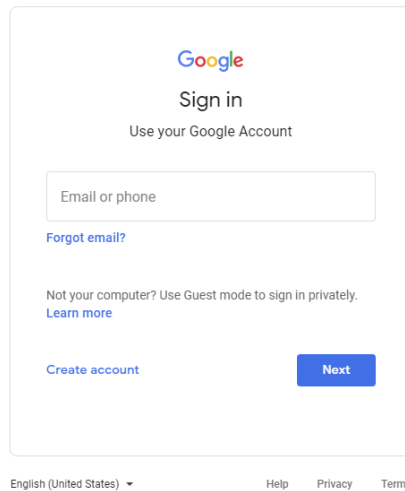 Google
Sign in
Use your Google Account
Email or phone
Forgot email?
Not your computer? Use Guest mode to sign in privately.
Learn more
Create account
Next
English (United States)
Help
Privacy
Term